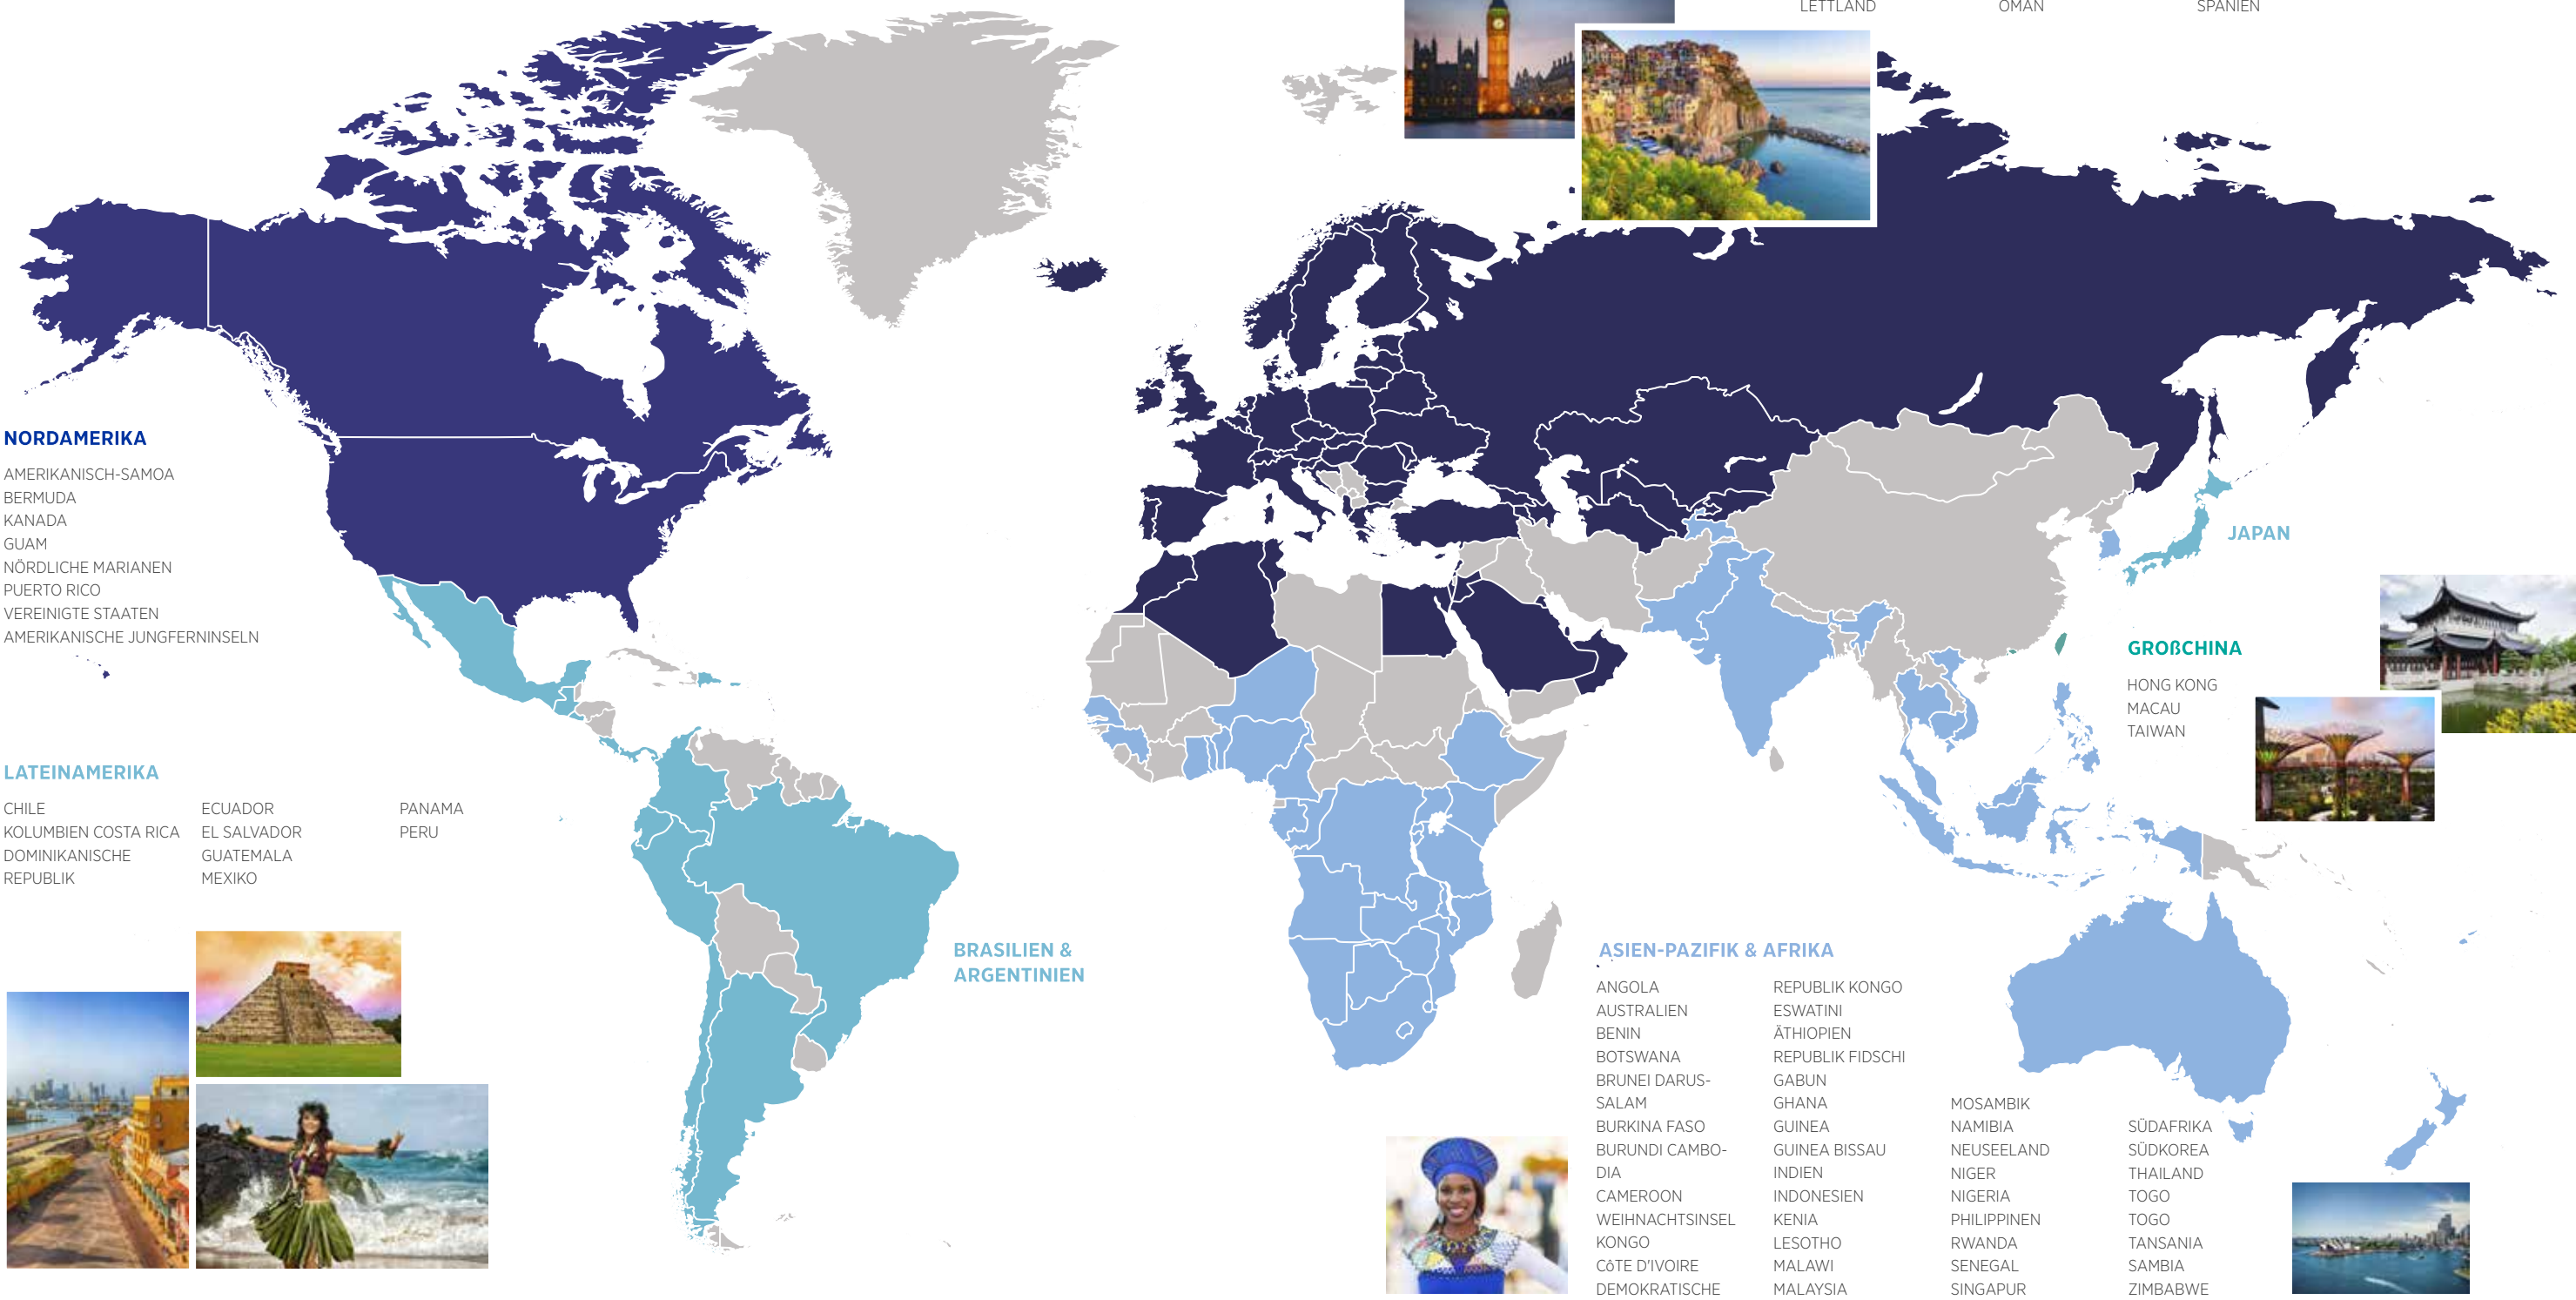 LETTLAND
OMAN
SPANIEN
NORDAMERIKA
AMERIKANISCH-SAMOA
BERMUDA
KANADA
GUAM
NÖRDLICHE MARIANEN
PUERTO RICO
VEREINIGTE STAATEN
AMERIKANISCHE JUNGFERNINSELN
JAPAN
GROßCHINA
HONG KONG
MACAU
TAIWAN
LATEINAMERIKA
CHILE
KOLUMBIEN COSTA RICA
DOMINIKANISCHE
REPUBLIK
ECUADOR
EL SALVADOR
GUATEMALA
MEXIKO
PANAMA
PERU
BRASILIEN &
ARGENTINIEN
ASIEN-PAZIFIK & AFRIKA
ANGOLA
AUSTRALIEN
BENIN
BOTSWANA
BRUNEI DARUS-
SALAM
BURKINA FASO
BURUNDI CAMBO-
DIA
CAMEROON
WEIHNACHTSINSEL
KONGO
CôTE D'IVOIRE
DEMOKRATISCHE
REPUBLIK KONGO
ESWATINI
ÄTHIOPIEN
REPUBLIK FIDSCHI
GABUN
GHANA
GUINEA
GUINEA BISSAU
INDIEN
INDONESIEN
KENIA
LESOTHO
MALAWI
MALAYSIA
MOSAMBIK
NAMIBIA
NEUSEELAND
NIGER
NIGERIA
PHILIPPINEN
RWANDA
SENEGAL
SINGAPUR
SÜDAFRIKA
SÜDKOREA
THAILAND
TOGO
TOGO
TANSANIA
SAMBIA
ZIMBABWE